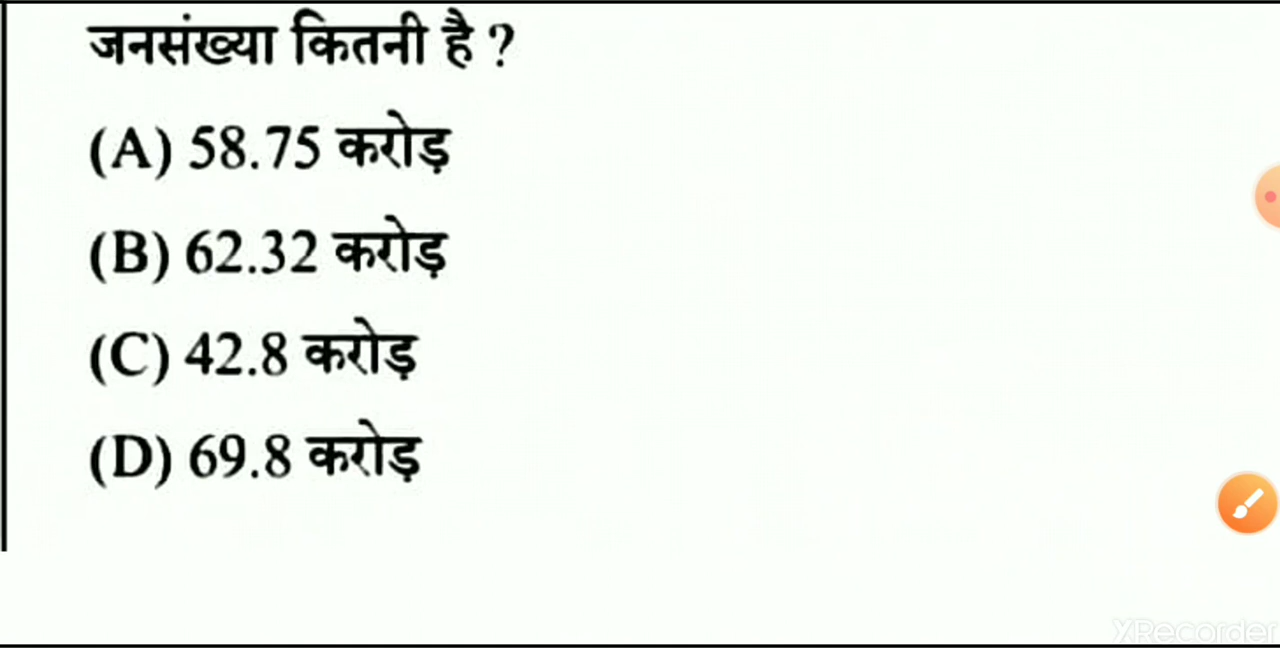 जनसंख्या कितनी है ?
(A) 58.75 करोड़
(B) 62.32 करोड़
(C) 42.8 करोड़
(D) 69.8 करोड़
XRecorder